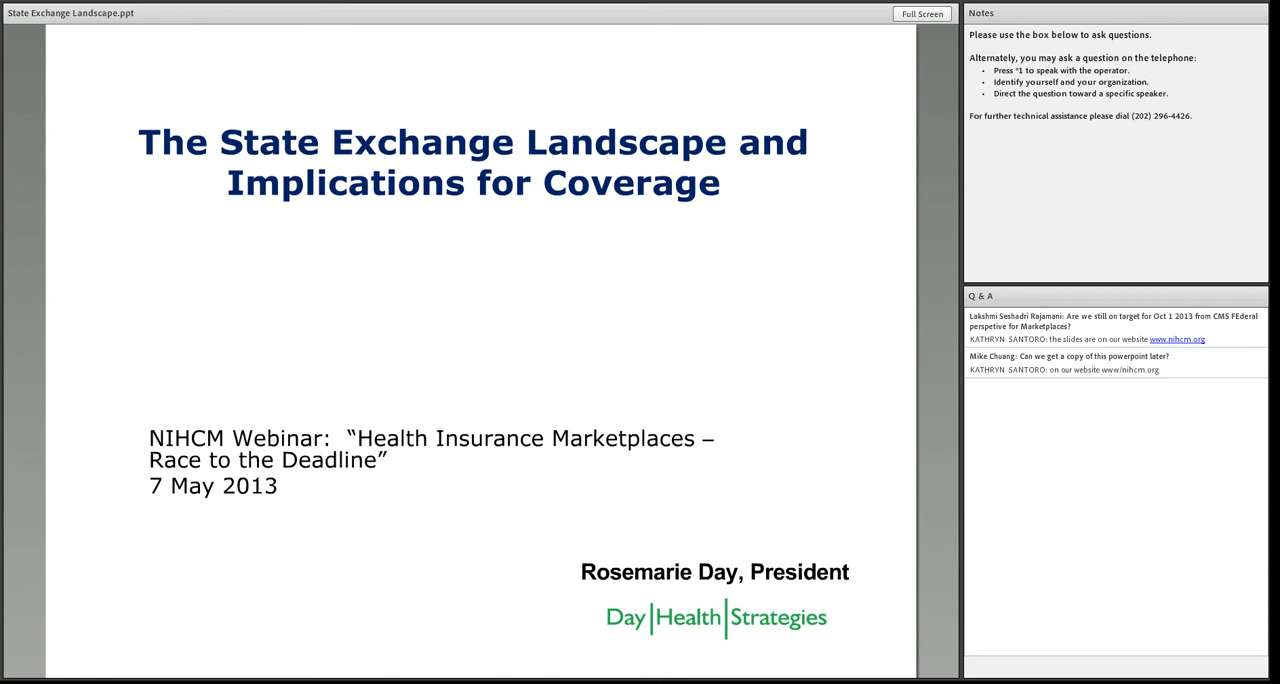 State Exchange Landscape.ppt
Full Screen
The State Exchange Landscape and
Implications for Coverage
NIHCM Webinar: “Health Insurance Marketplaces –
Race to the Deadline”
7 May 2013
Rosemarie Day, President
Day|Health|Strategies
Notes
Please use the box below to ask questions.
Alternately, you may ask a question on the telephone:
• Press *1 to speak with the operator.
• Identify yourself and your organization.
• Direct the question toward a specific speaker.
For further technical assistance please dial (202) 296-4426.
Q & A
Lakshmi Seshadri Rajamani: Are we still on target for Oct 1 2013 from CMS FEderal
perspetive for Marketplaces?
KATHRYN SANTORO: the slides are on our website www.nihcm.org
Mike Chuang: Can we get a copy of this powerpoint later?
KATHRYN SANTORO: on our website www/nihcm.org